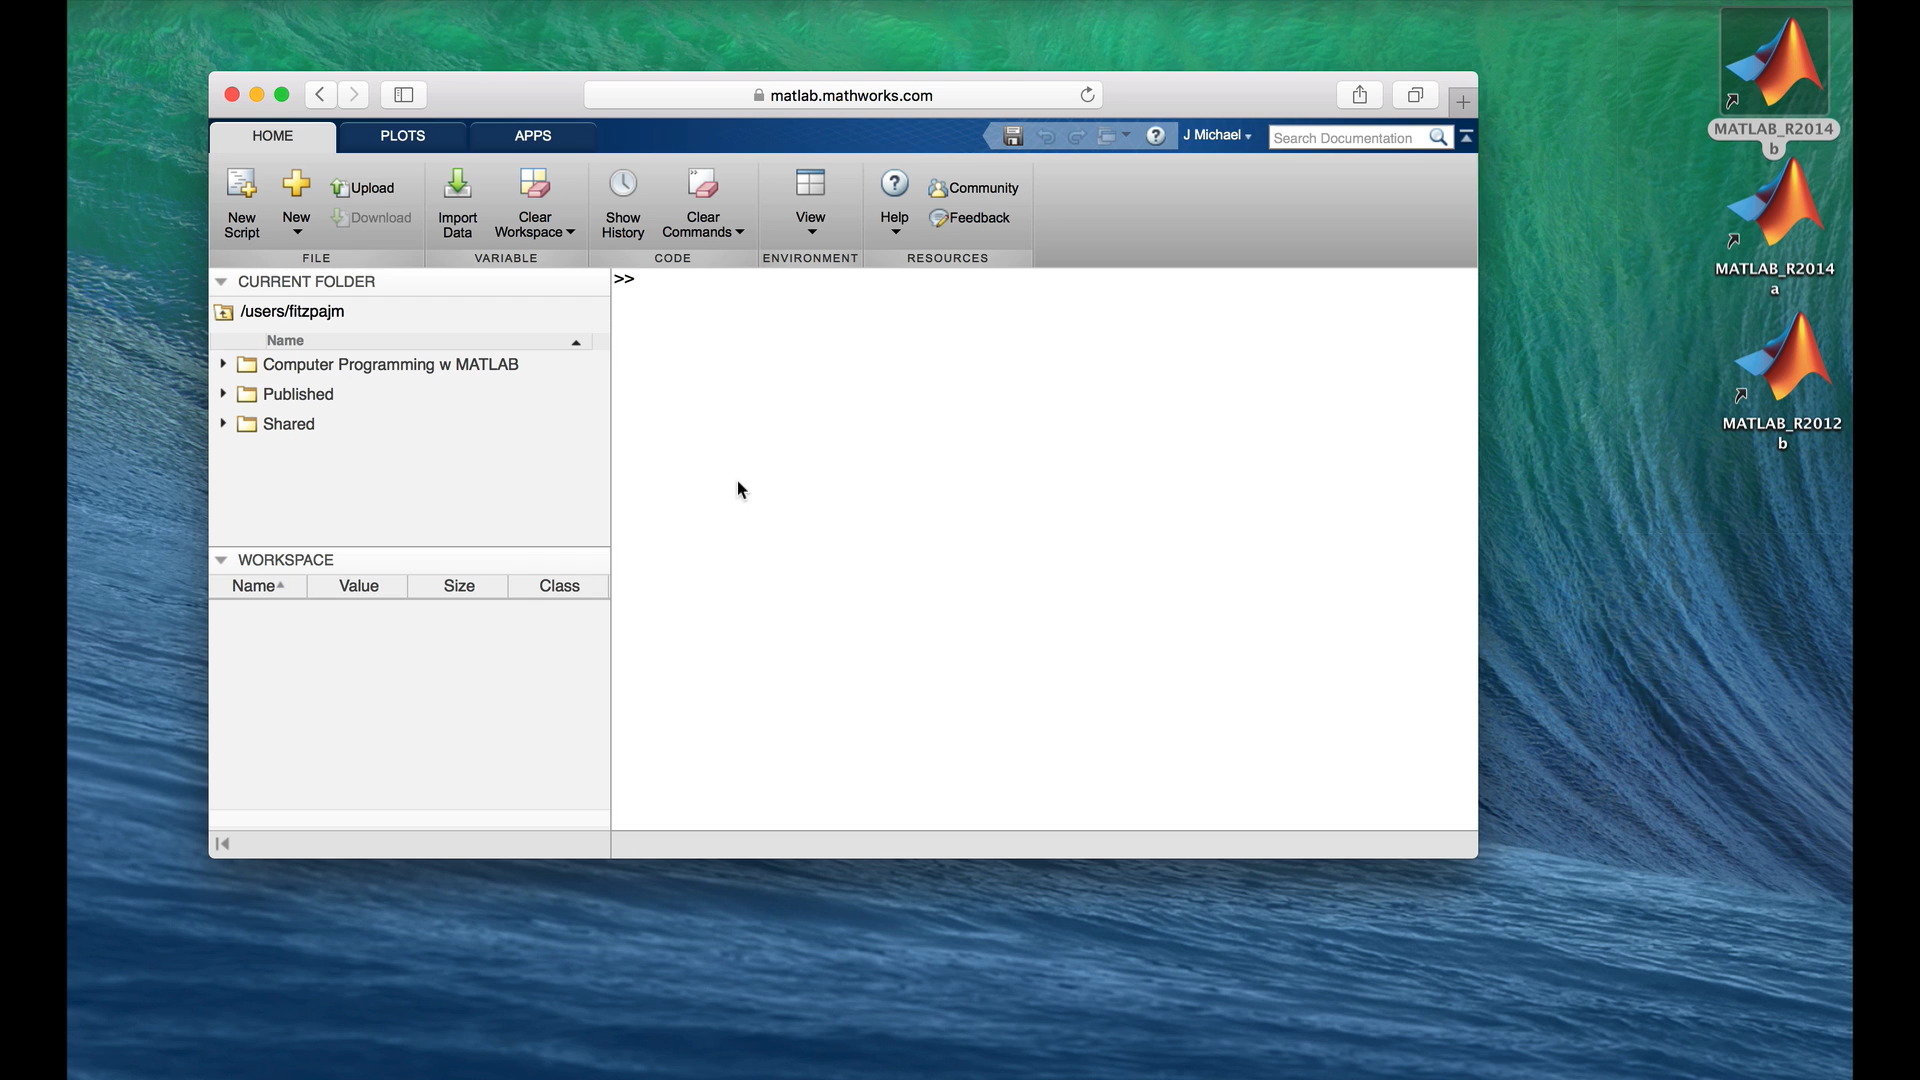 matlab.mathworks.com
HOME PLOTS APPS J Michael Search Documentation
Upload Community
Download Feedback
New Script New Import Data Clear Workspace Show History Clear Commands View Help
FILE VARIABLE CODE ENVIRONMENT RESOURCES
CURRENT FOLDER
/users/fitzpajm
Name
Computer Programming w MATLAB
Published
Shared
WORKSPACE
Name Value Size Class
>>
MATLAB_R2014
b
MATLAB_R2014
a
MATLAB_R2012
b